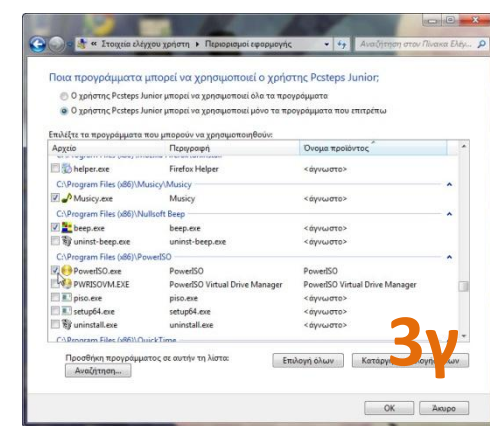 « Στοιχεία ελέγχου χρήστη ▸ Περιορισμοί εφαρμογής
Αναζήτηση στον Πίνακα Ελέγ...
Ποια προγράμματα μπορεί να χρησιμοποιεί ο χρήστης Pcsteps Junior;
Ο χρήστης Pcsteps Junior μπορεί να χρησιμοποιεί όλα τα προγράμματα
Ο χρήστης Pcsteps Junior μπορεί να χρησιμοποιεί μόνο τα προγράμματα που επιτρέπω
Επιλέξτε τα προγράμματα που μπορούν να χρησιμοποιηθούν:
Αρχείο Περιγραφή Όνομα προϊόντος
helper.exe Firefox Helper <άγνωστο>
C:\Program Files (x86)\Musicy\Musicy
Musicy.exe Musicy <άγνωστο>
C:\Program Files (x86)\Nullsoft Beep
beep.exe beep.exe <άγνωστο>
uninst-beep.exe uninst-beep.exe <άγνωστο>
C:\Program Files (x86)\PowerISO
PowerISO.exe PowerISO PowerISO
PWRISOVM.EXE PowerISO Virtual Drive Manager PowerISO Virtual Drive Manager
piso.exe piso.exe <άγνωστο>
setup64.exe setup64.exe <άγνωστο>
uninstall.exe uninstall.exe <άγνωστο>
C:\Program Files (x86)\QuickTime
3γ
Προσθήκη προγράμματος σε αυτήν τη λίστα:
Επιλογή όλων
Αναζήτηση...
OK Άκυρο